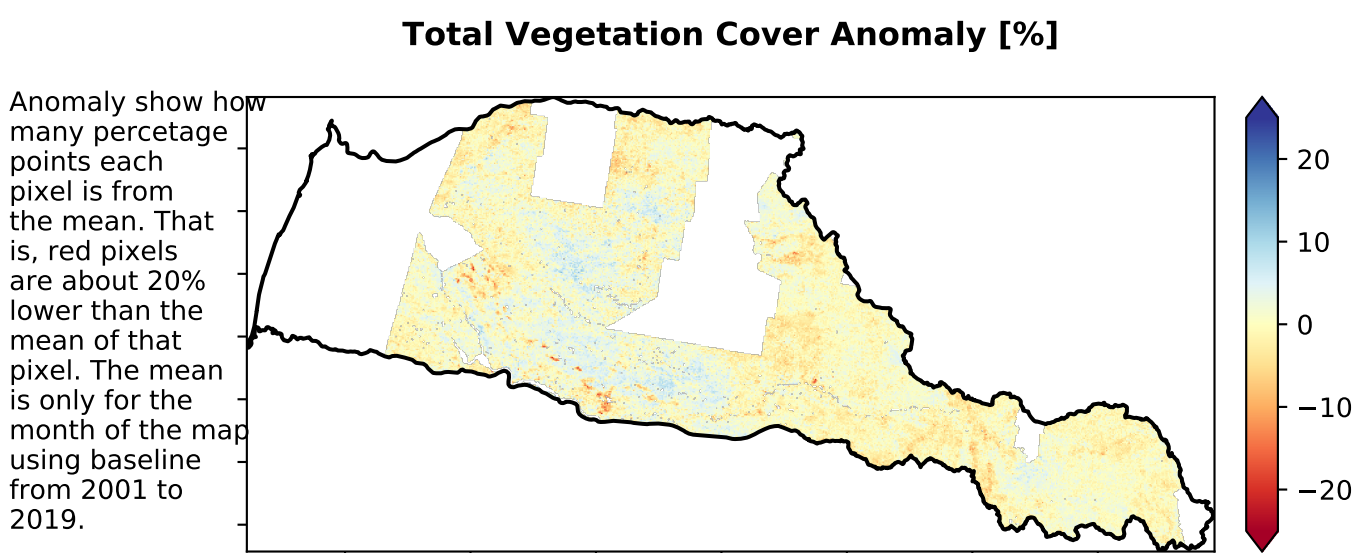 Total Vegetation Cover Anomaly [%]
Anomaly show how
many percetage
points each
pixel is from
the mean. That
is, red pixels
are about 20%
lower than the
mean of that
pixel. The mean
is only for the
month of the map
using baseline
from 2001 to
2019.
20
10
0
−10
−20